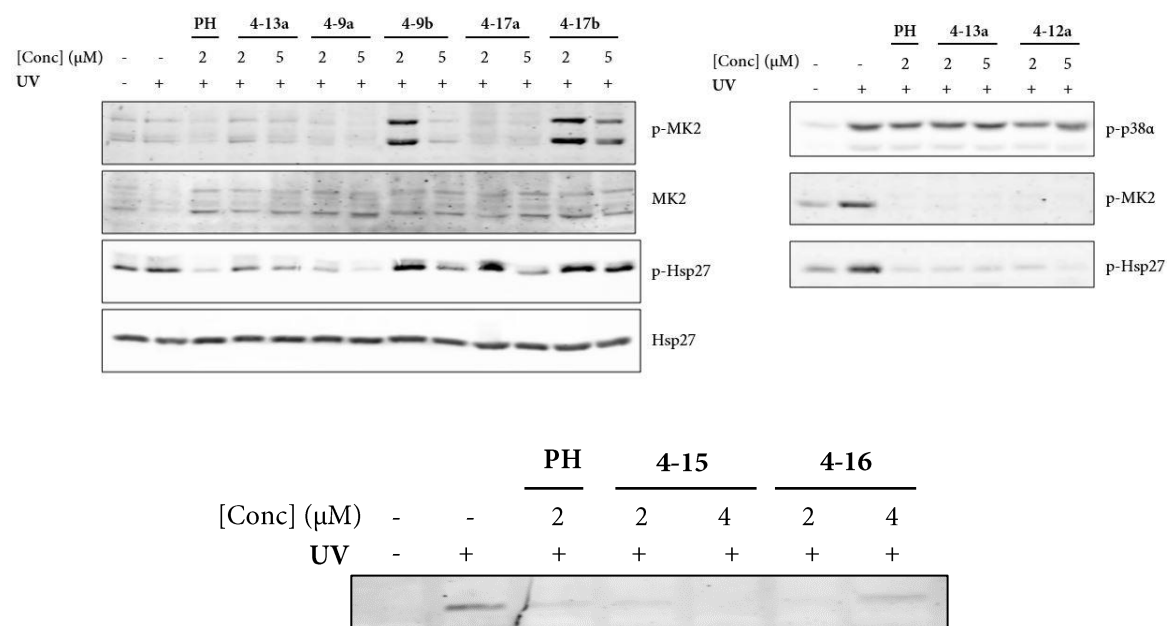 PH 4-13a 4-9a 4-9b 4-17a 4-17b
[Conc] (μM) - - 2 2 5 2 5 2 5 2 5 2 5
UV - + + + + + + + + + + + +
p-MK2
MK2
p-Hsp27
Hsp27
PH 4-13a 4-12a
[Conc] (μM) - - 2 2 5 2 5
UV - + + + + + +
p-p38α
p-MK2
p-Hsp27
PH 4-15 4-16
[Conc] (μM) - - 2 2 4 2 4
UV - + + + + + +